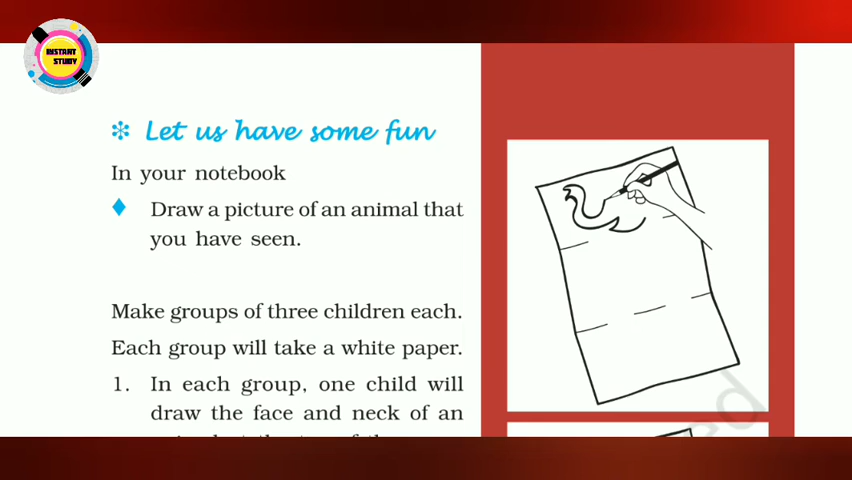 INSTANT
STUDY
Let us have some fun
In your notebook
Draw a picture of an animal that
you have seen.
Make groups of three children each.
Each group will take a white paper.
1. In each group, one child will
draw the face and neck of an